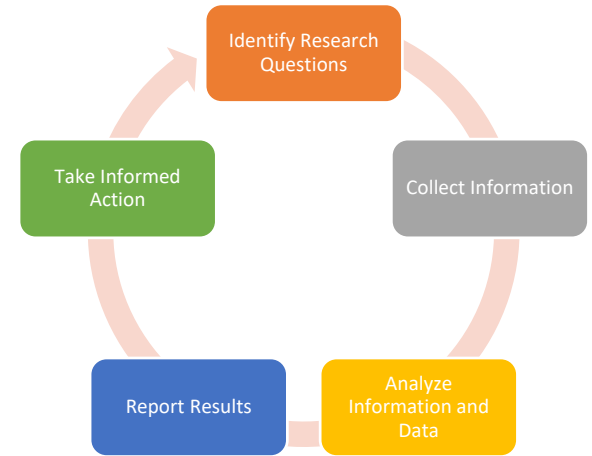 Identify Research
Questions
Collect Information
Analyze
Information and
Data
Report Results
Take Informed
Action